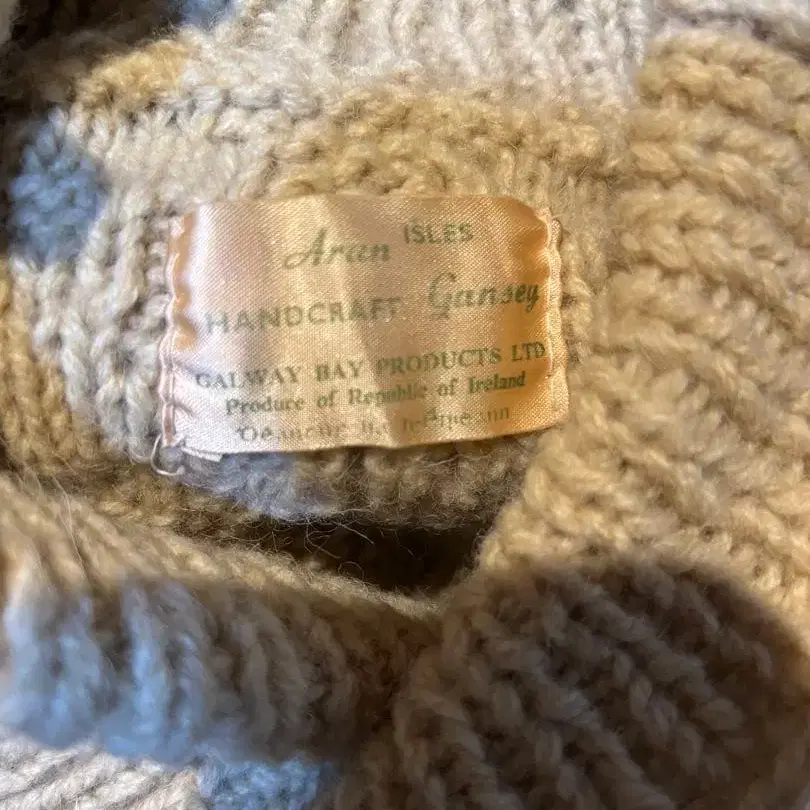 Aran ISLES
HANDCRAFT Gansey
GALWAY BAY PRODUCTS LTD
Produce of Republic of Ireland